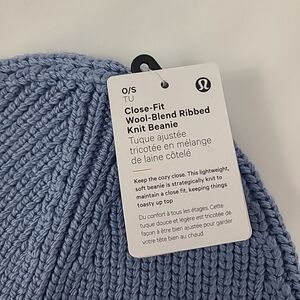 O/S
TU
Close-Fit
Wool-Blend Ribbed
Knit Beanie
Tuque ajustée
tricotée en mélange
de laine côtelé
Keep the cozy close. This lightweight,
soft beanie is strategically knit to
maintain a close fit, keeping things
toasty up top
Du confort à tous les étages. Cette
tuque douce et légère est tricotée de
façon à être bien ajustée pour garder
votre tête bien au chaud